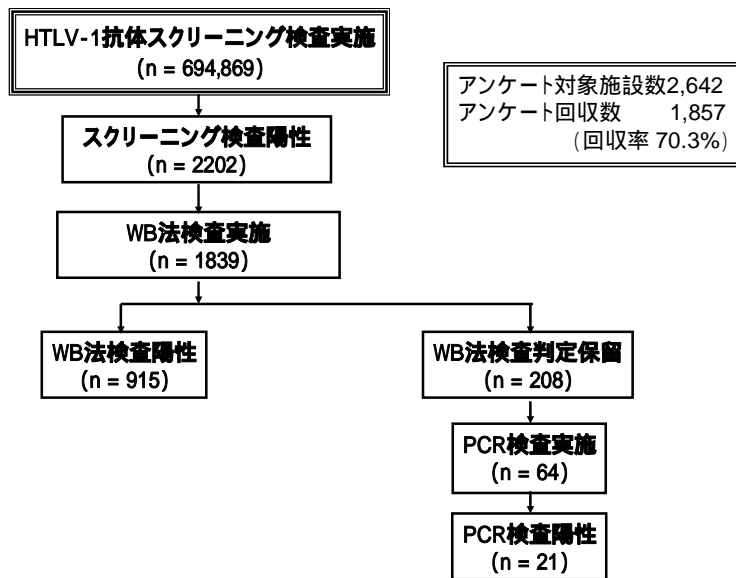 HTLV-1抗体スクリーニング検査実施
(n = 694,869)
アンケート対象施設数2,642
アンケート回収数 1,857
(回収率 70.3%)
スクリーニング検査陽性
(n = 2202)
WB法検査実施
(n = 1839)
WB法検査陽性
(n = 915)
WB法検査判定保留
(n = 208)
PCR検査実施
(n = 64)
PCR検査陽性
(n = 21)